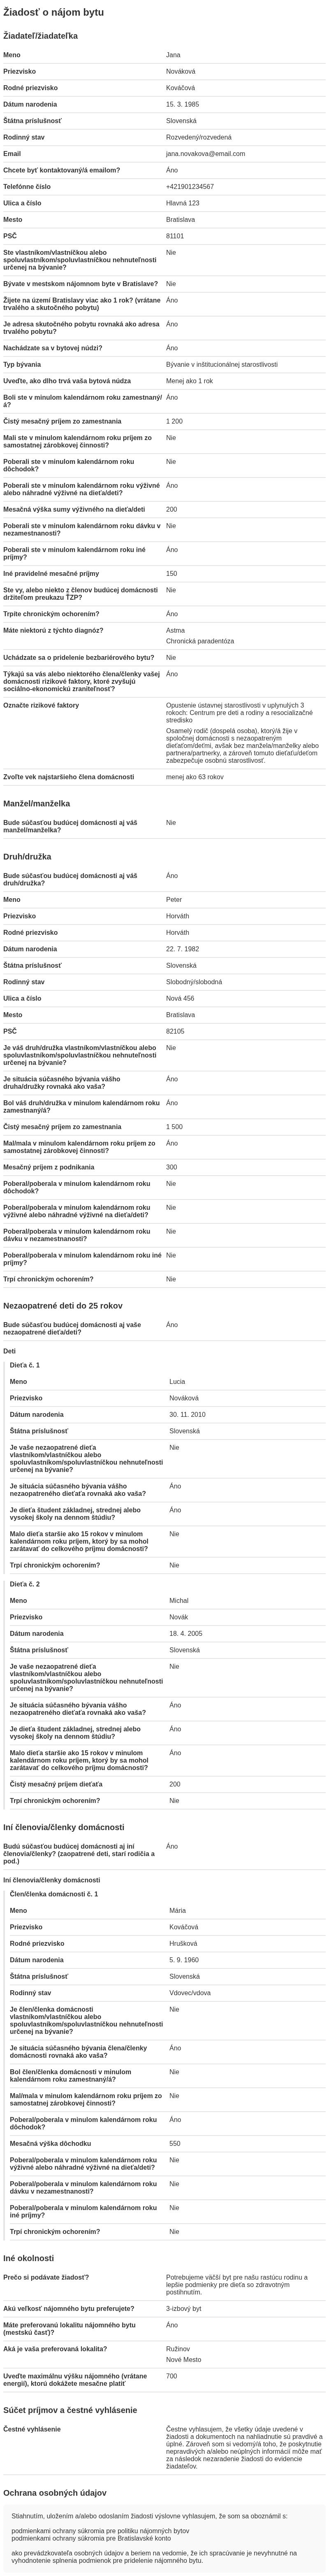 Žiadosť o nájom bytu
Žiadateľ/žiadateľka
Meno Jana
Priezvisko Nováková
Rodné priezvisko Kováčová
Dátum narodenia 15. 3. 1985
Štátna príslušnosť Slovenská
Rodinný stav Rozvedený/rozvedená
Email jana.novakova@email.com
Chcete byť kontaktovaný/á emailom? Áno
Telefónne číslo +421901234567
Ulica a číslo Hlavná 123
Mesto Bratislava
PSČ 81101
Ste vlastníkom/vlastníčkou alebo Nie
spoluvlastníkom/spoluvlastníčkou nehnuteľnosti
určenej na bývanie?
Bývate v mestskom nájomnom byte v Bratislave? Nie
Žijete na území Bratislavy viac ako 1 rok? (vrátane Áno
trvalého a skutočného pobytu)
Je adresa skutočného pobytu rovnaká ako adresa Áno
trvalého pobytu?
Nachádzate sa v bytovej núdzi? Áno
Typ bývania Bývanie v inštitucionálnej starostlivosti
Uveďte, ako dlho trvá vaša bytová núdza Menej ako 1 rok
Boli ste v minulom kalendárnom roku zamestnaný/ Áno
á?
Čistý mesačný príjem zo zamestnania 1 200
Mali ste v minulom kalendárnom roku príjem zo Nie
samostatnej zárobkovej činnosti?
Poberali ste v minulom kalendárnom roku Nie
dôchodok?
Poberali ste v minulom kalendárnom roku výživné Áno
alebo náhradné výživné na dieťa/deti?
Mesačná výška sumy výživného na dieťa/deti 200
Poberali ste v minulom kalendárnom roku dávku v Nie
nezamestnanosti?
Poberali ste v minulom kalendárnom roku iné Áno
príjmy?
Iné pravidelné mesačné príjmy 150
Ste vy, alebo niekto z členov budúcej domácnosti Nie
držiteľom preukazu ŤZP?
Trpíte chronickým ochorením? Áno
Máte niektorú z týchto diagnóz? Astma
Chronická paradentóza
Uchádzate sa o pridelenie bezbariérového bytu? Nie
Týkajú sa vás alebo niektorého člena/členky vašej Áno
domácnosti rizikové faktory, ktoré zvyšujú
sociálno-ekonomickú zraniteľnosť?
Označte rizikové faktory Opustenie ústavnej starostlivosti v uplynulých 3
rokoch: Centrum pre deti a rodiny a resocializačné
stredisko
Osamelý rodič (dospelá osoba), ktorý/á žije v
spoločnej domácnosti s nezaopatreným
dieťaťom/deťmi, avšak bez manžela/manželky alebo
partnera/partnerky, a zároveň tomuto dieťaťu/deťom
zabezpečuje osobnú starostlivosť.
Zvoľte vek najstaršieho člena domácnosti menej ako 63 rokov
Manžel/manželka
Bude súčasťou budúcej domácnosti aj váš Nie
manžel/manželka?
Druh/družka
Bude súčasťou budúcej domácnosti aj váš Áno
druh/družka?
Meno Peter
Priezvisko Horváth
Rodné priezvisko Horváth
Dátum narodenia 22. 7. 1982
Štátna príslušnosť Slovenská
Rodinný stav Slobodný/slobodná
Ulica a číslo Nová 456
Mesto Bratislava
PSČ 82105
Je váš druh/družka vlastníkom/vlastníčkou alebo Nie
spoluvlastníkom/spoluvlastníčkou nehnuteľnosti
určenej na bývanie?
Je situácia súčasného bývania vášho Áno
druha/družky rovnaká ako vaša?
Bol váš druh/družka v minulom kalendárnom roku Áno
zamestnaný/á?
Čistý mesačný príjem zo zamestnania 1 500
Mal/mala v minulom kalendárnom roku príjem zo Áno
samostatnej zárobkovej činnosti?
Mesačný príjem z podnikania 300
Poberal/poberala v minulom kalendárnom roku Nie
dôchodok?
Poberal/poberala v minulom kalendárnom roku Nie
výživné alebo náhradné výživné na dieťa/deti?
Poberal/poberala v minulom kalendárnom roku Nie
dávku v nezamestnanosti?
Poberal/poberala v minulom kalendárnom roku iné Nie
príjmy?
Trpí chronickým ochorením? Nie
Nezaopatrené deti do 25 rokov
Bude súčasťou budúcej domácnosti aj vaše Áno
nezaopatrené dieťa/deti?
Deti
Dieťa č. 1
Meno Lucia
Priezvisko Nováková
Dátum narodenia 30. 11. 2010
Štátna príslušnosť Slovenská
Je vaše nezaopatrené dieťa Nie
vlastníkom/vlastníčkou alebo
spoluvlastníkom/spoluvlastníčkou nehnuteľnosti
určenej na bývanie?
Je situácia súčasného bývania vášho Áno
nezaopatreného dieťaťa rovnaká ako vaša?
Je dieťa študent základnej, strednej alebo Áno
vysokej školy na dennom štúdiu?
Malo dieťa staršie ako 15 rokov v minulom Nie
kalendárnom roku príjem, ktorý by sa mohol
zarátavať do celkového príjmu domácnosti?
Trpí chronickým ochorením? Nie
Dieťa č. 2
Meno Michal
Priezvisko Novák
Dátum narodenia 18. 4. 2005
Štátna príslušnosť Slovenská
Je vaše nezaopatrené dieťa Nie
vlastníkom/vlastníčkou alebo
spoluvlastníkom/spoluvlastníčkou nehnuteľnosti
určenej na bývanie?
Je situácia súčasného bývania vášho Áno
nezaopatreného dieťaťa rovnaká ako vaša?
Je dieťa študent základnej, strednej alebo Áno
vysokej školy na dennom štúdiu?
Malo dieťa staršie ako 15 rokov v minulom Áno
kalendárnom roku príjem, ktorý by sa mohol
zarátavať do celkového príjmu domácnosti?
Čistý mesačný príjem dieťaťa 200
Trpí chronickým ochorením? Nie
Iní členovia/členky domácnosti
Budú súčasťou budúcej domácnosti aj iní Áno
členovia/členky? (zaopatrené deti, starí rodičia a
pod.)
Iní členovia/členky domácnosti
Člen/členka domácnosti č. 1
Meno Mária
Priezvisko Kováčová
Rodné priezvisko Hrušková
Dátum narodenia 5. 9. 1960
Štátna príslušnosť Slovenská
Rodinný stav Vdovec/vdova
Je člen/členka domácnosti Nie
vlastníkom/vlastníčkou alebo
spoluvlastníkom/spoluvlastníčkou nehnuteľnosti
určenej na bývanie?
Je situácia súčasného bývania člena/členky Áno
domácnosti rovnaká ako vaša?
Bol člen/členka domácnosti v minulom Nie
kalendárnom roku zamestnaný/á?
Mal/mala v minulom kalendárnom roku príjem zo Nie
samostatnej zárobkovej činnosti?
Poberal/poberala v minulom kalendárnom roku Áno
dôchodok?
Mesačná výška dôchodku 550
Poberal/poberala v minulom kalendárnom roku Nie
výživné alebo náhradné výživné na dieťa/deti?
Poberal/poberala v minulom kalendárnom roku Nie
dávku v nezamestnanosti?
Poberal/poberala v minulom kalendárnom roku Nie
iné príjmy?
Trpí chronickým ochorením? Nie
Iné okolnosti
Prečo si podávate žiadosť? Potrebujeme väčší byt pre našu rastúcu rodinu a
lepšie podmienky pre dieťa so zdravotným
postihnutím.
Akú veľkosť nájomného bytu preferujete? 3-izbový byt
Máte preferovanú lokalitu nájomného bytu Áno
(mestskú časť)?
Aká je vaša preferovaná lokalita? Ružinov
Nové Mesto
Uveďte maximálnu výšku nájomného (vrátane 700
energií), ktorú dokážete mesačne platiť
Súčet príjmov a čestné vyhlásenie
Čestné vyhlásenie Čestne vyhlasujem, že všetky údaje uvedené v
žiadosti a dokumentoch na nahliadnutie sú pravdivé a
úplné. Zároveň som si vedomý/á toho, že poskytnutie
nepravdivých a/alebo neúplných informácií môže mať
za následok nezaradenie žiadosti do evidencie
žiadateľov.
Ochrana osobných údajov
Stiahnutím, uložením a/alebo odoslaním žiadosti výslovne vyhlasujem, že som sa oboznámil s:
podmienkami ochrany súkromia pre politiku nájomných bytov
podmienkami ochrany súkromia pre Bratislavské konto
ako prevádzkovateľa osobných údajov a beriem na vedomie, že ich spracúvanie je nevyhnutné na
vyhodnotenie splnenia podmienok pre pridelenie nájomného bytu.